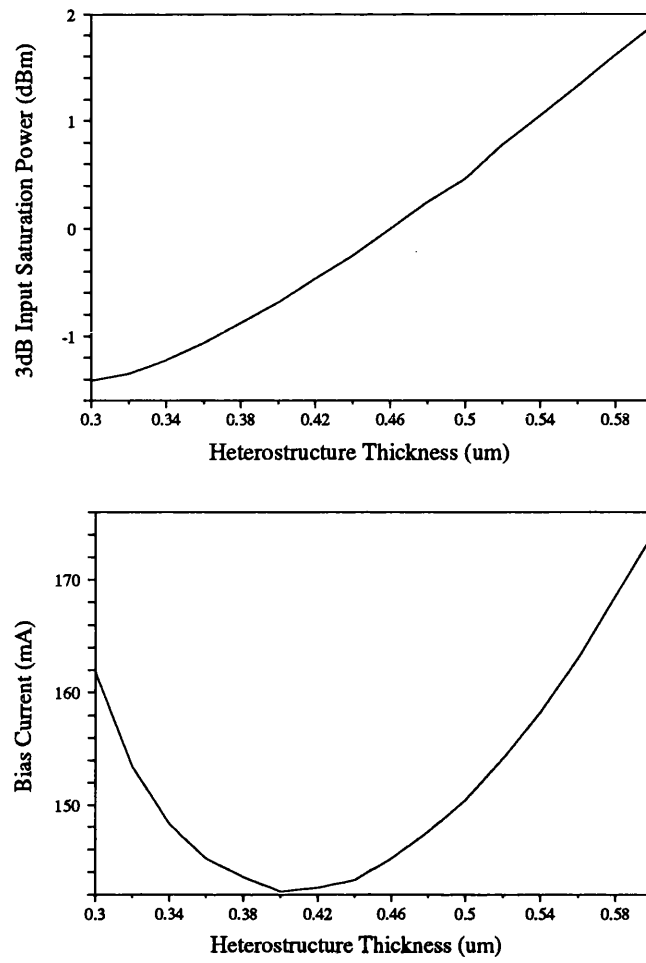 2
1
0
-1
3dB Input Saturation Power (dBm)
0.3 0.34 0.38 0.42 0.46 0.5 0.54 0.58
Heterostructure Thickness (um)
170
160
150
Bias Current (mA)
0.3 0.34 0.38 0.42 0.46 0.5 0.54 0.58
Heterostructure Thickness (um)